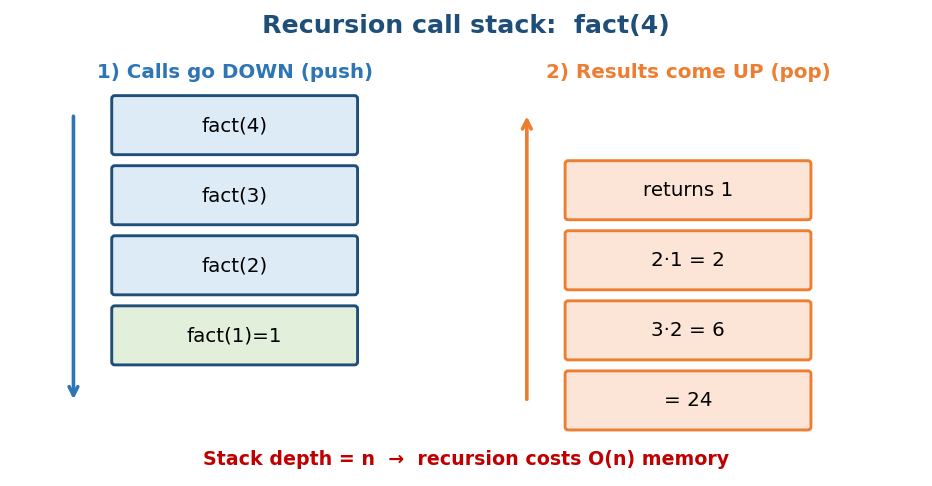 Recursion call stack:  fact(4)
1) Calls go DOWN (push)
fact(4)
fact(3)
fact(2)
fact(1)=1
2) Results come UP (pop)
returns 1
2·1 = 2
3·2 = 6
= 24
Stack depth = n  →  recursion costs O(n) memory